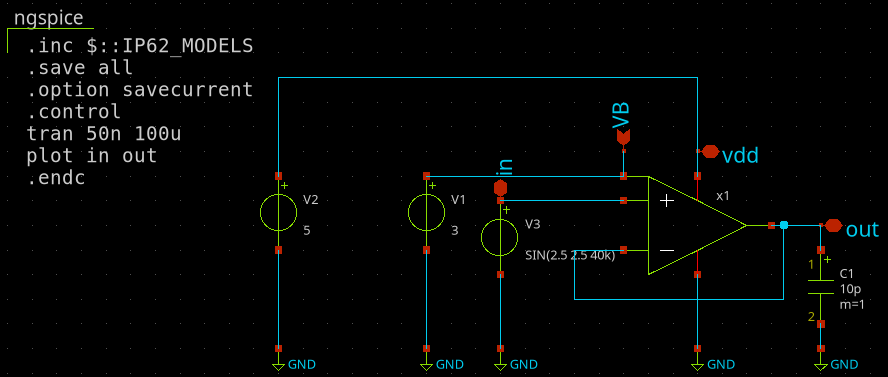 ngspice
.inc $::IP62_MODELS
.save all
.option savecurrent
.control
tran 50n 100u
plot in out
.endc
VB
in
vdd
x1
V2
5
V1
3
V3
SIN(2.5 2.5 40k)
out
1
C1
10p
m=1
2
GND
GND
GND
GND
GND